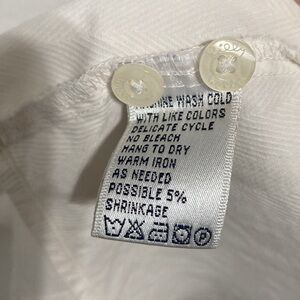 MACHINE WASH COLD
WITH LIKE COLORS
DELICATE CYCLE
NO BLEACH
HANG TO DRY
WARM IRON
AS NEEDED
POSSIBLE 5%
SHRINKAGE